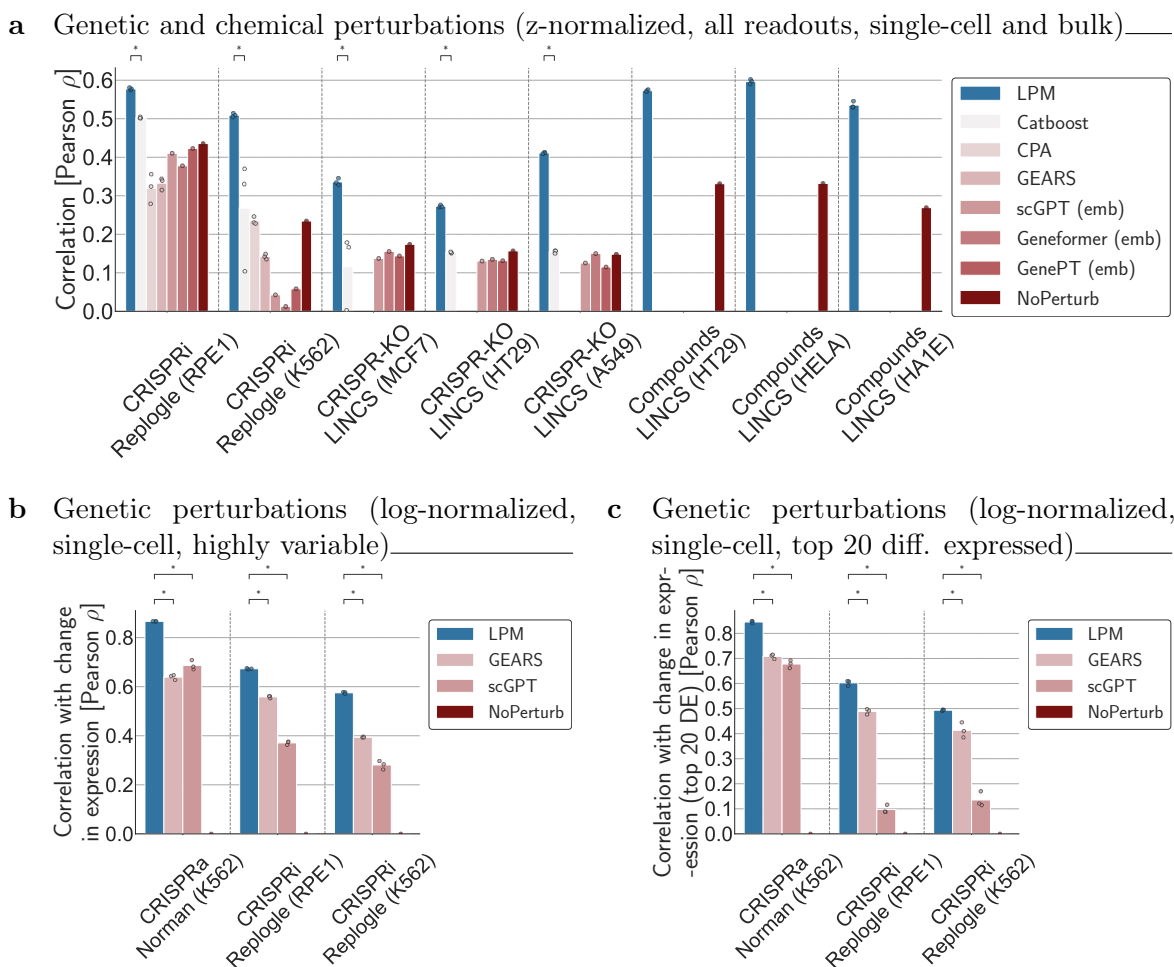 a Genetic and chemical perturbations (z-normalized, all readouts, single-cell and bulk)
* * * * *
Correlation [Pearson ρ]
0.6
0.5
0.4
0.3
0.2
0.1
0.0
LPM
Catboost
CPA
GEARS
scGPT (emb)
Geneformer (emb)
GenePT (emb)
NoPerturb
CRISPRi
Replogle (RPE1)
CRISPRi
Replogle (K562)
CRISPR-KO
LINCS (MCF7)
CRISPR-KO
LINCS (HT29)
CRISPR-KO
LINCS (A549)
Compounds
LINCS (HT29)
Compounds
LINCS (HELA)
Compounds
LINCS (HA1E)
b Genetic perturbations (log-normalized,
single-cell, highly variable)
* * *
* * *
Correlation with change
in expression [Pearson ρ]
0.8
0.6
0.4
0.2
0.0
LPM
GEARS
scGPT
NoPerturb
CRISPRa
Norman (K562)
CRISPRi
Replogle (RPE1)
CRISPRi
Replogle (K562)
c Genetic perturbations (log-normalized,
single-cell, top 20 diff. expressed)
* * *
* * *
Correlation with change in expr-
-ession (top 20 DE) [Pearson ρ]
0.8
0.7
0.6
0.5
0.4
0.3
0.2
0.1
0.0
LPM
GEARS
scGPT
NoPerturb
CRISPRa
Norman (K562)
CRISPRi
Replogle (RPE1)
CRISPRi
Replogle (K562)